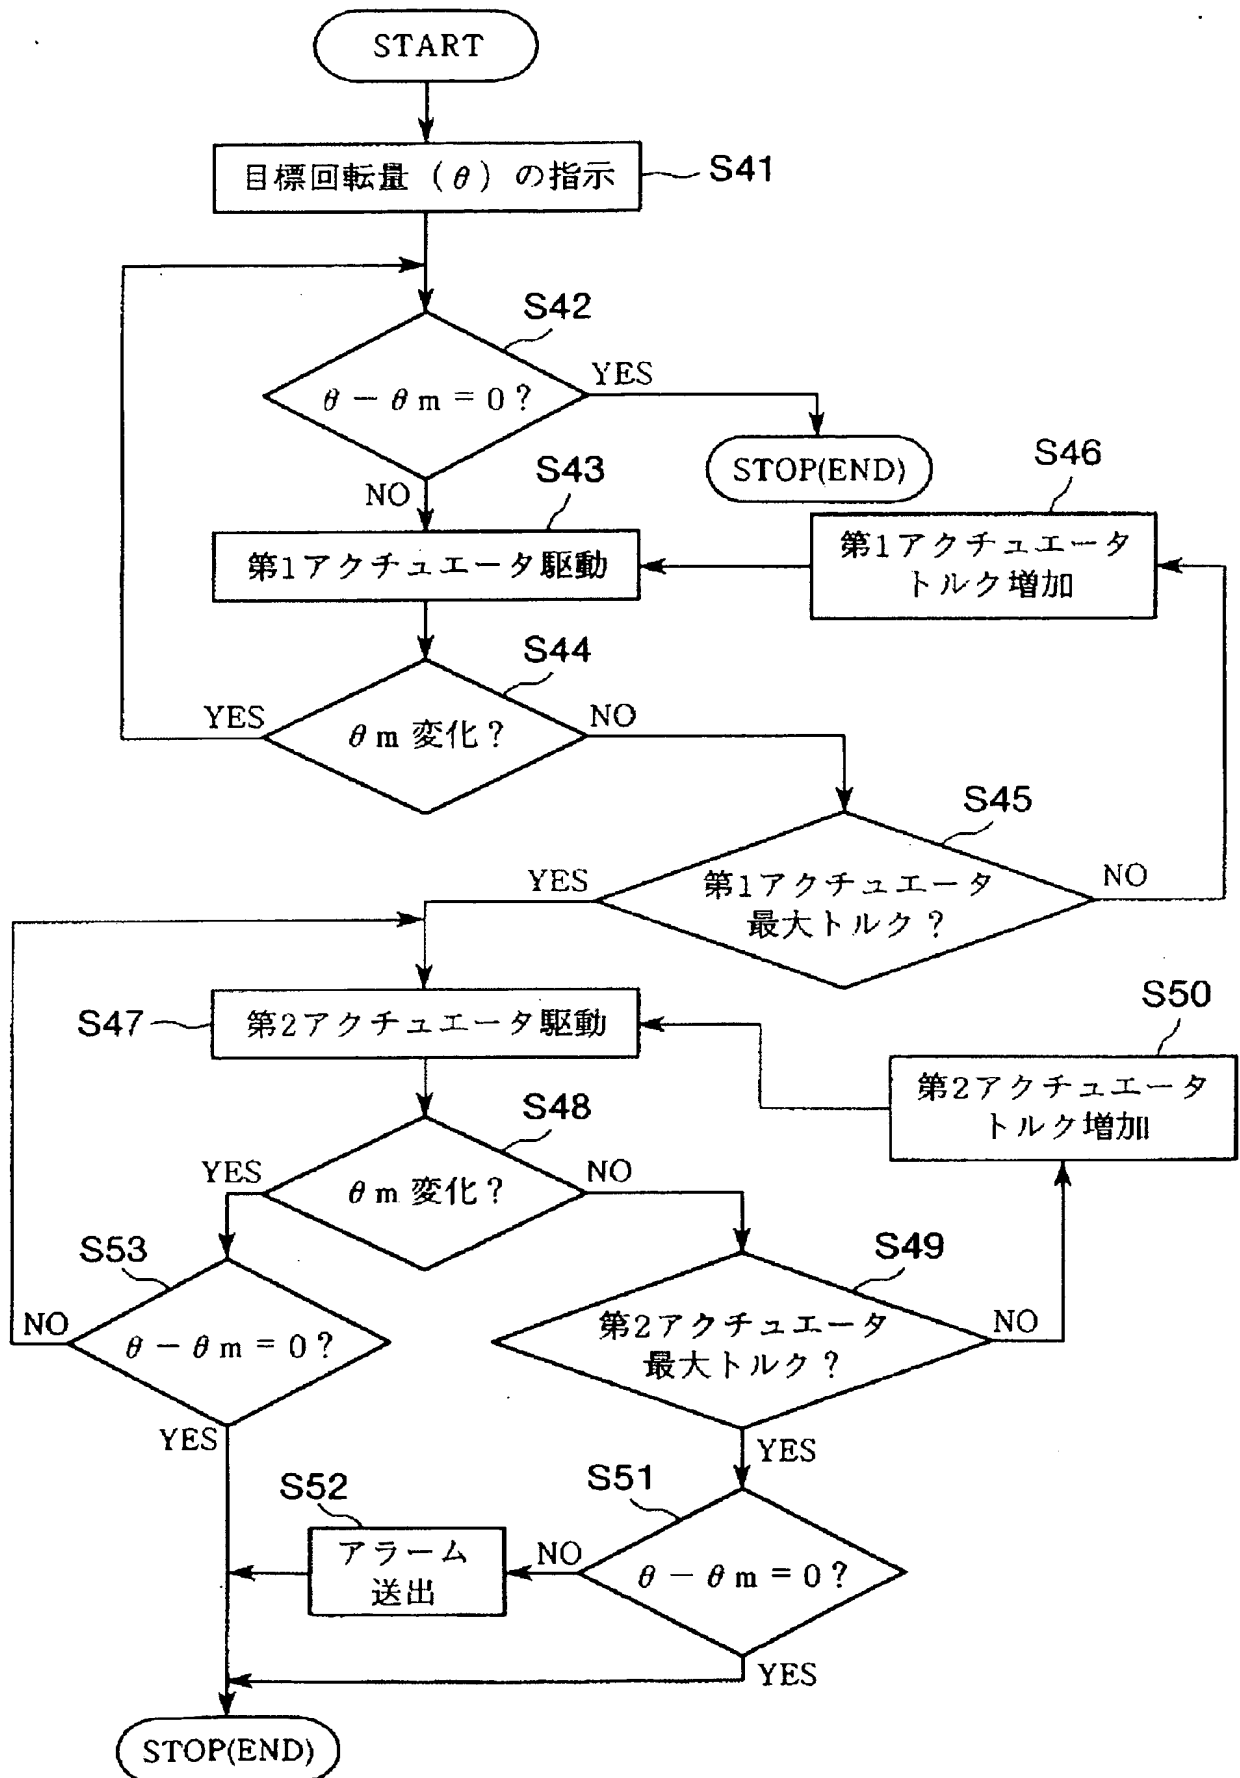 START
目標回転量(θ)の指示
S41
S42
θ－θm＝0？
YES
STOP(END)
NO
S43
S46
第1アクチュエータ駆動
第1アクチュエータ
トルク増加
S44
YES
θm変化？
NO
S45
YES
第1アクチュエータ
最大トルク？
NO
S47
第2アクチュエータ駆動
S50
第2アクチュエータ
トルク増加
S48
YES
θm変化？
NO
S53
S49
NO
θ－θm＝0？
第2アクチュエータ
最大トルク？
NO
YES
YES
S52
S51
アラーム
送出
NO
θ－θm＝0？
YES
STOP(END)